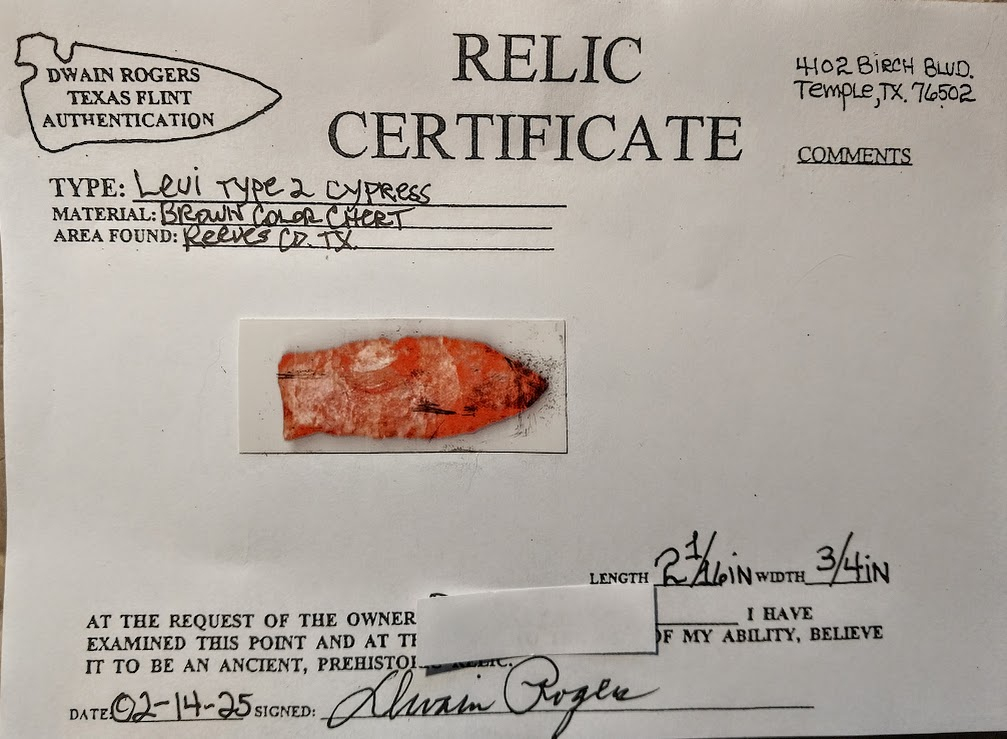 DWAIN ROGERS
TEXAS FLINT
AUTHENTICATION
RELIC
CERTIFICATE
4102 BIRCH BLVD.
Temple, TX. 76502
COMMENTS
TYPE: Levi Type 2 CYPRESS
MATERIAL: BROWN COLOR CHERT
AREA FOUND: Reeves CO. TX.
LENGTH 2 1/16 iN WIDTH 3/4 iN
AT THE REQUEST OF THE OWNER I HAVE
EXAMINED THIS POINT AND AT OF MY ABILITY, BELIEVE
IT TO BE AN ANCIENT, RELIC.
DATE: 02-14-25 SIGNED: Dwain Rogers